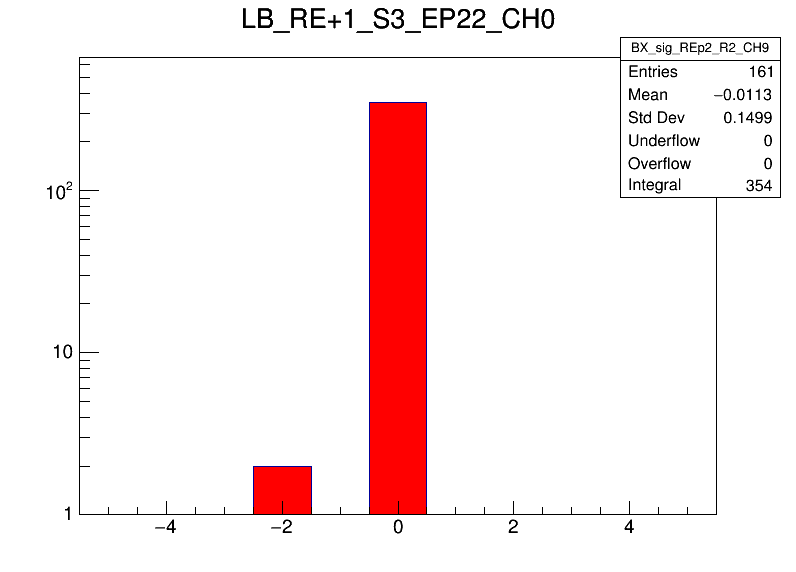 LB_RE+1_S3_EP22_CH0
BX_sig_REp2_R2_CH9
Entries 161
Mean −0.0113
Std Dev 0.1499
Underflow 0
Overflow 0
Integral 354
10²
10
1
−4 −2 0 2 4